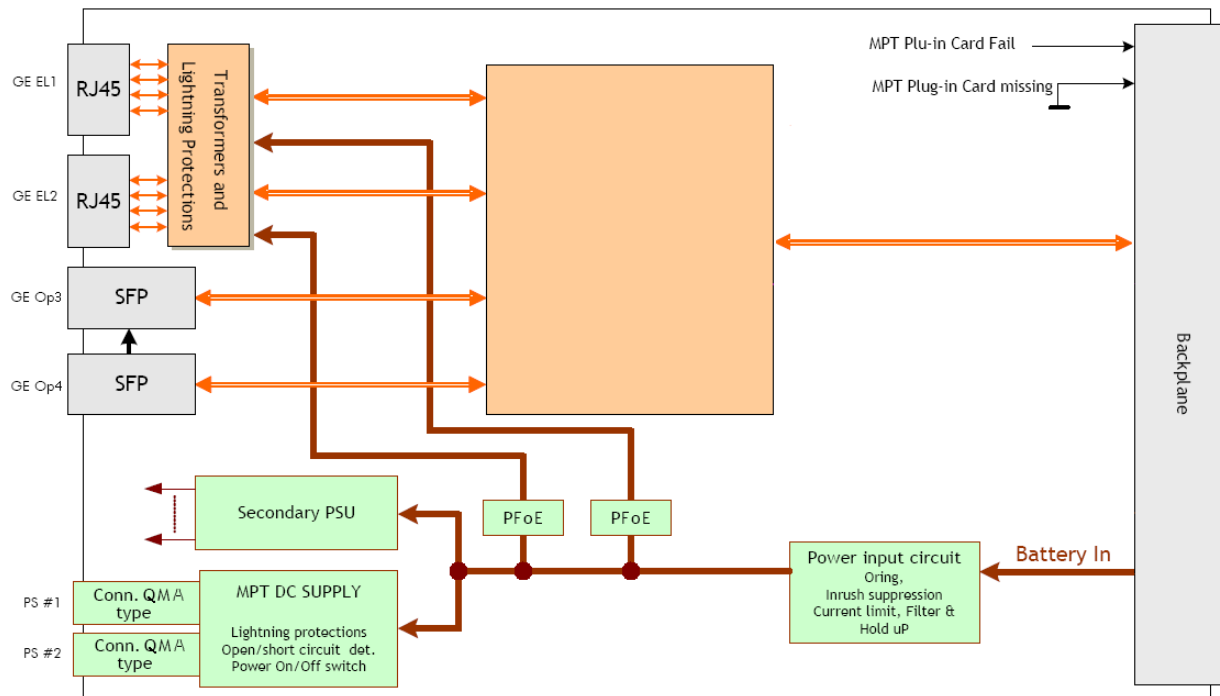 MPT Plu-in Card Fail
MPT Plug-in Card missing
GE EL1
RJ45
Transformers and
Lightning Protections
GE EL2
RJ45
GE Op3
SFP
GE Op4
SFP
Backplane
Secondary PSU
PFoE
PFoE
Power input circuit
Oring,
Inrush suppression
Current limit, Filter &
Hold uP
Battery In
PS #1
Conn. QMA
type
MPT DC SUPPLY
Lightning protections
Open/short circuit det.
Power On/Off switch
PS #2
Conn. QMA
type